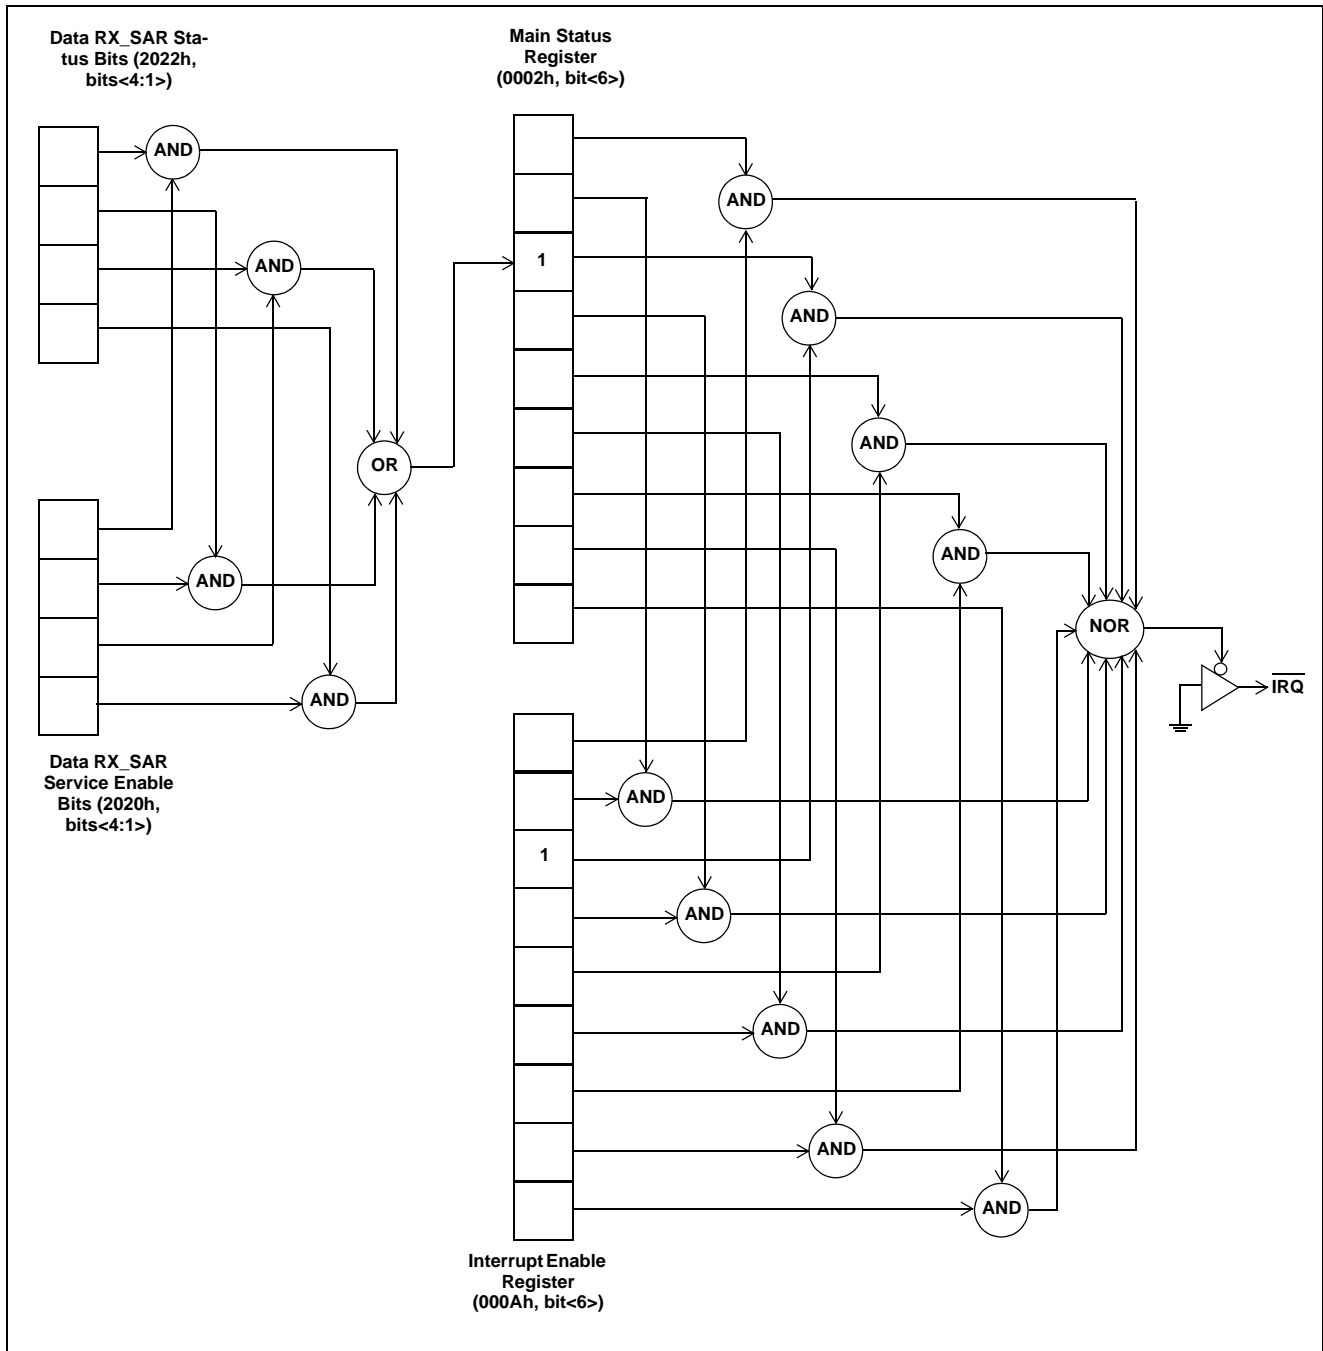 Data RX_SAR Sta-
tus Bits (2022h,
bits<4:1>)
Main Status
Register
(0002h, bit<6>)
AND
AND
AND
1
AND
AND
OR
AND
AND
AND
NOR
IRQ
AND
Data RX_SAR
Service Enable
Bits (2020h,
bits<4:1>)
AND
1
AND
AND
AND
AND
Interrupt Enable
Register
(000Ah, bit<6>)